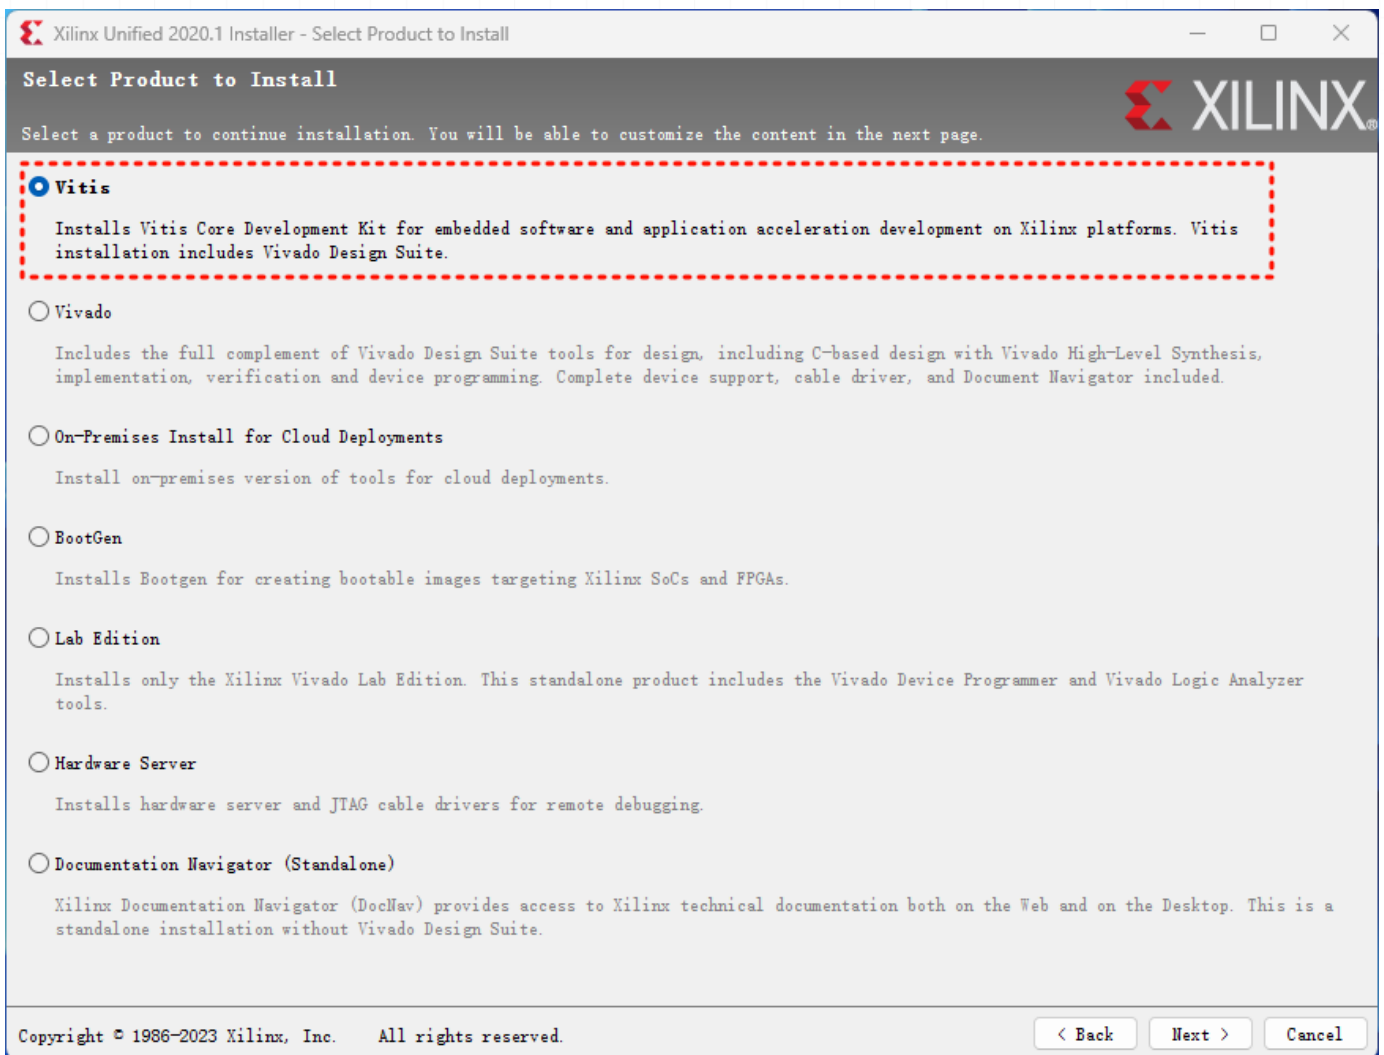 Xilinx Unified 2020.1 Installer - Select Product to Install
Select Product to Install
XILINX®
Select a product to continue installation. You will be able to customize the content in the next page.
Vitis
Installs Vitis Core Development Kit for embedded software and application acceleration development on Xilinx platforms. Vitis
installation includes Vivado Design Suite.
Vivado
Includes the full complement of Vivado Design Suite tools for design, including C-based design with Vivado High-Level Synthesis,
implementation, verification and device programming. Complete device support, cable driver, and Document Navigator included.
On-Premises Install for Cloud Deployments
Install on-premises version of tools for cloud deployments.
BootGen
Installs Bootgen for creating bootable images targeting Xilinx SoCs and FPGAs.
Lab Edition
Installs only the Xilinx Vivado Lab Edition. This standalone product includes the Vivado Device Programmer and Vivado Logic Analyzer
tools.
Hardware Server
Installs hardware server and JTAG cable drivers for remote debugging.
Documentation Navigator (Standalone)
Xilinx Documentation Navigator (DocNav) provides access to Xilinx technical documentation both on the Web and on the Desktop. This is a
standalone installation without Vivado Design Suite.
Copyright © 1986-2023 Xilinx, Inc. All rights reserved.
< Back Next > Cancel